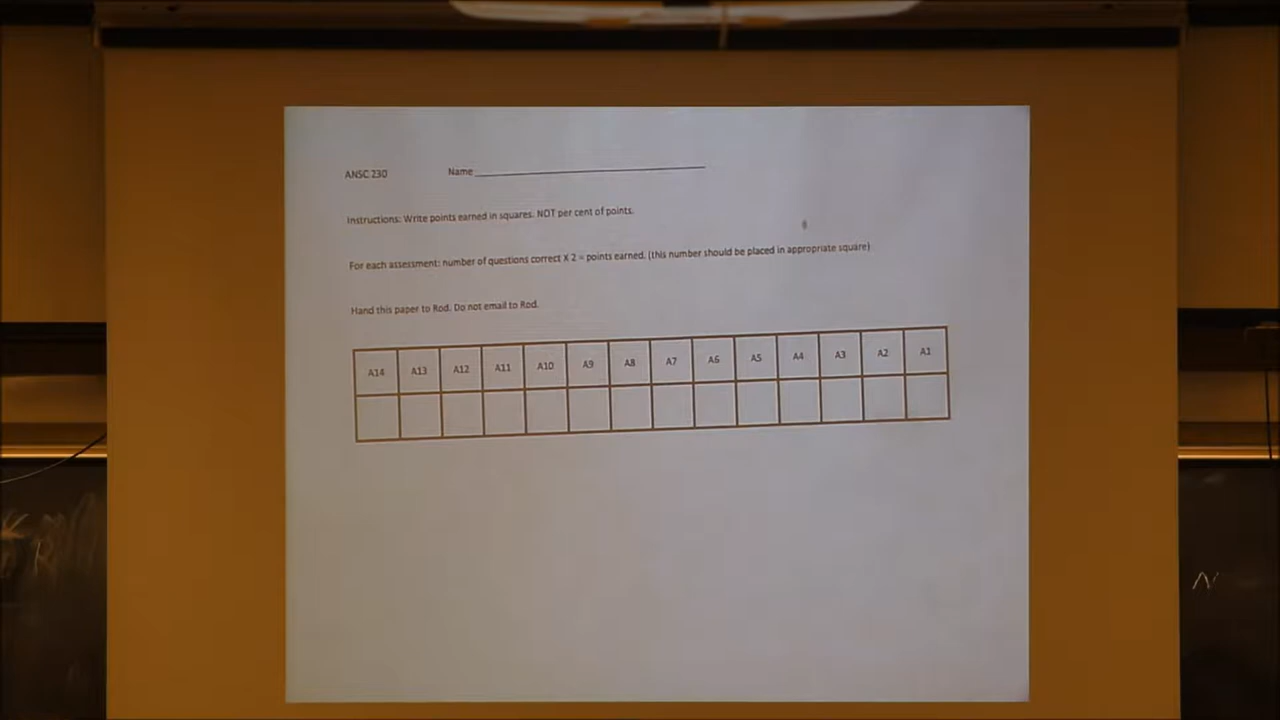 ANSC 230 Name
Instructions: Write points earned in squares. NOT per cent of points.
For each assessment: number of questions correct X 2 = points earned. (this number should be placed in appropriate square)
Hand this paper to Rod. Do not email to Rod.
A14 A13 A12 A11 A10 A9 A8 A7 A6 A5 A4 A3 A2 A1